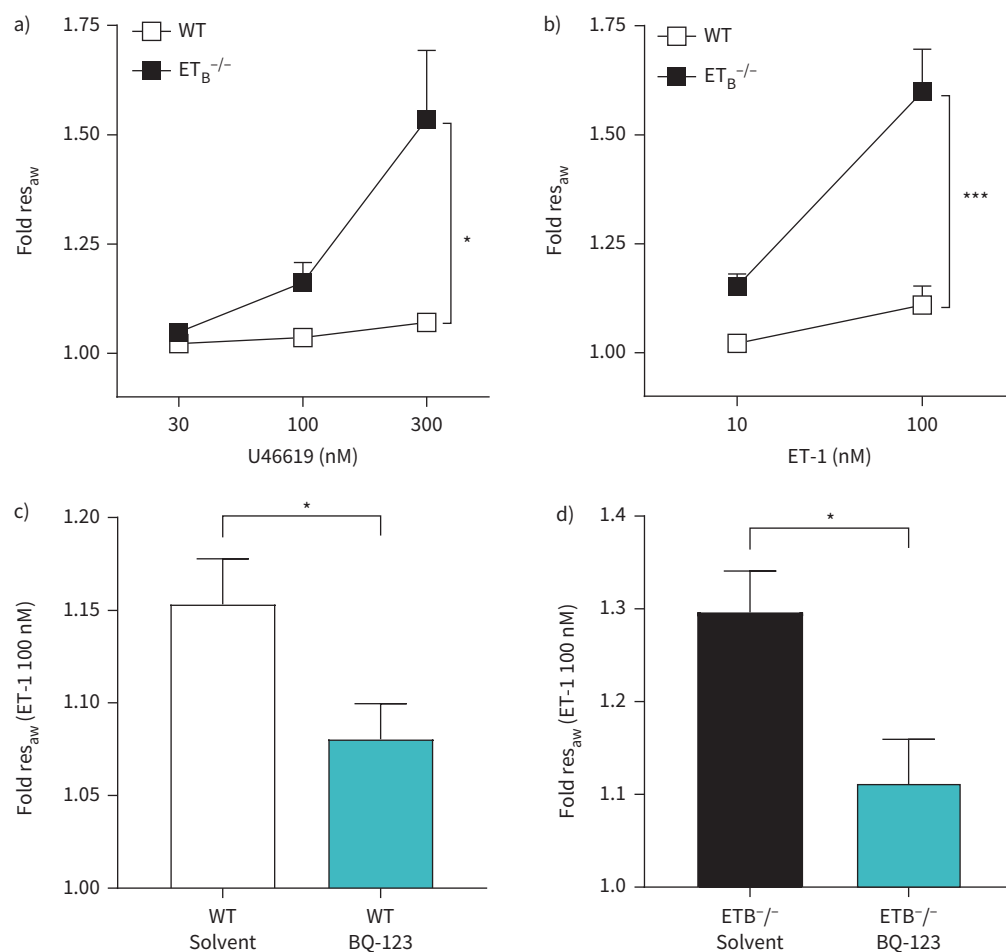 a)
1.75
WT
ET_B^−/−
1.50
Fold res_aw
1.25
*
1.00
30 100 300
U46619 (nM)
b)
1.75
WT
ET_B^−/−
1.50
Fold res_aw
***
1.25
1.00
10 100
ET-1 (nM)
c)
1.20
*
1.15
Fold res_aw (ET-1 100 nM)
1.10
1.05
1.00
WT WT
Solvent BQ-123
d)
1.4
*
1.3
Fold res_aw (ET-1 100 nM)
1.2
1.1
1.0
ETB^−/− ETB^−/−
Solvent BQ-123